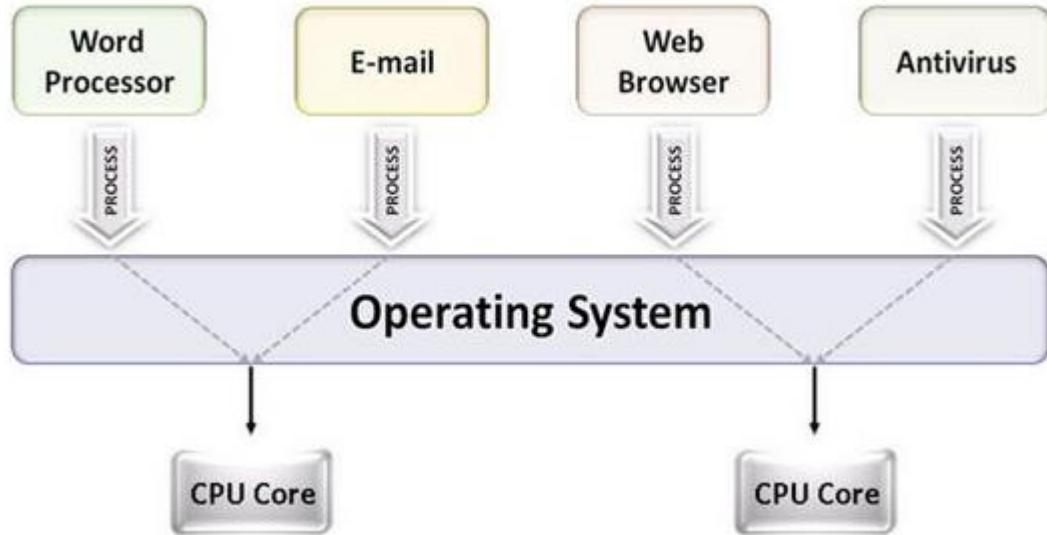 Word
Processor
E-mail
Web
Browser
Antivirus
PROCESS
PROCESS
PROCESS
PROCESS
Operating System
CPU Core
CPU Core